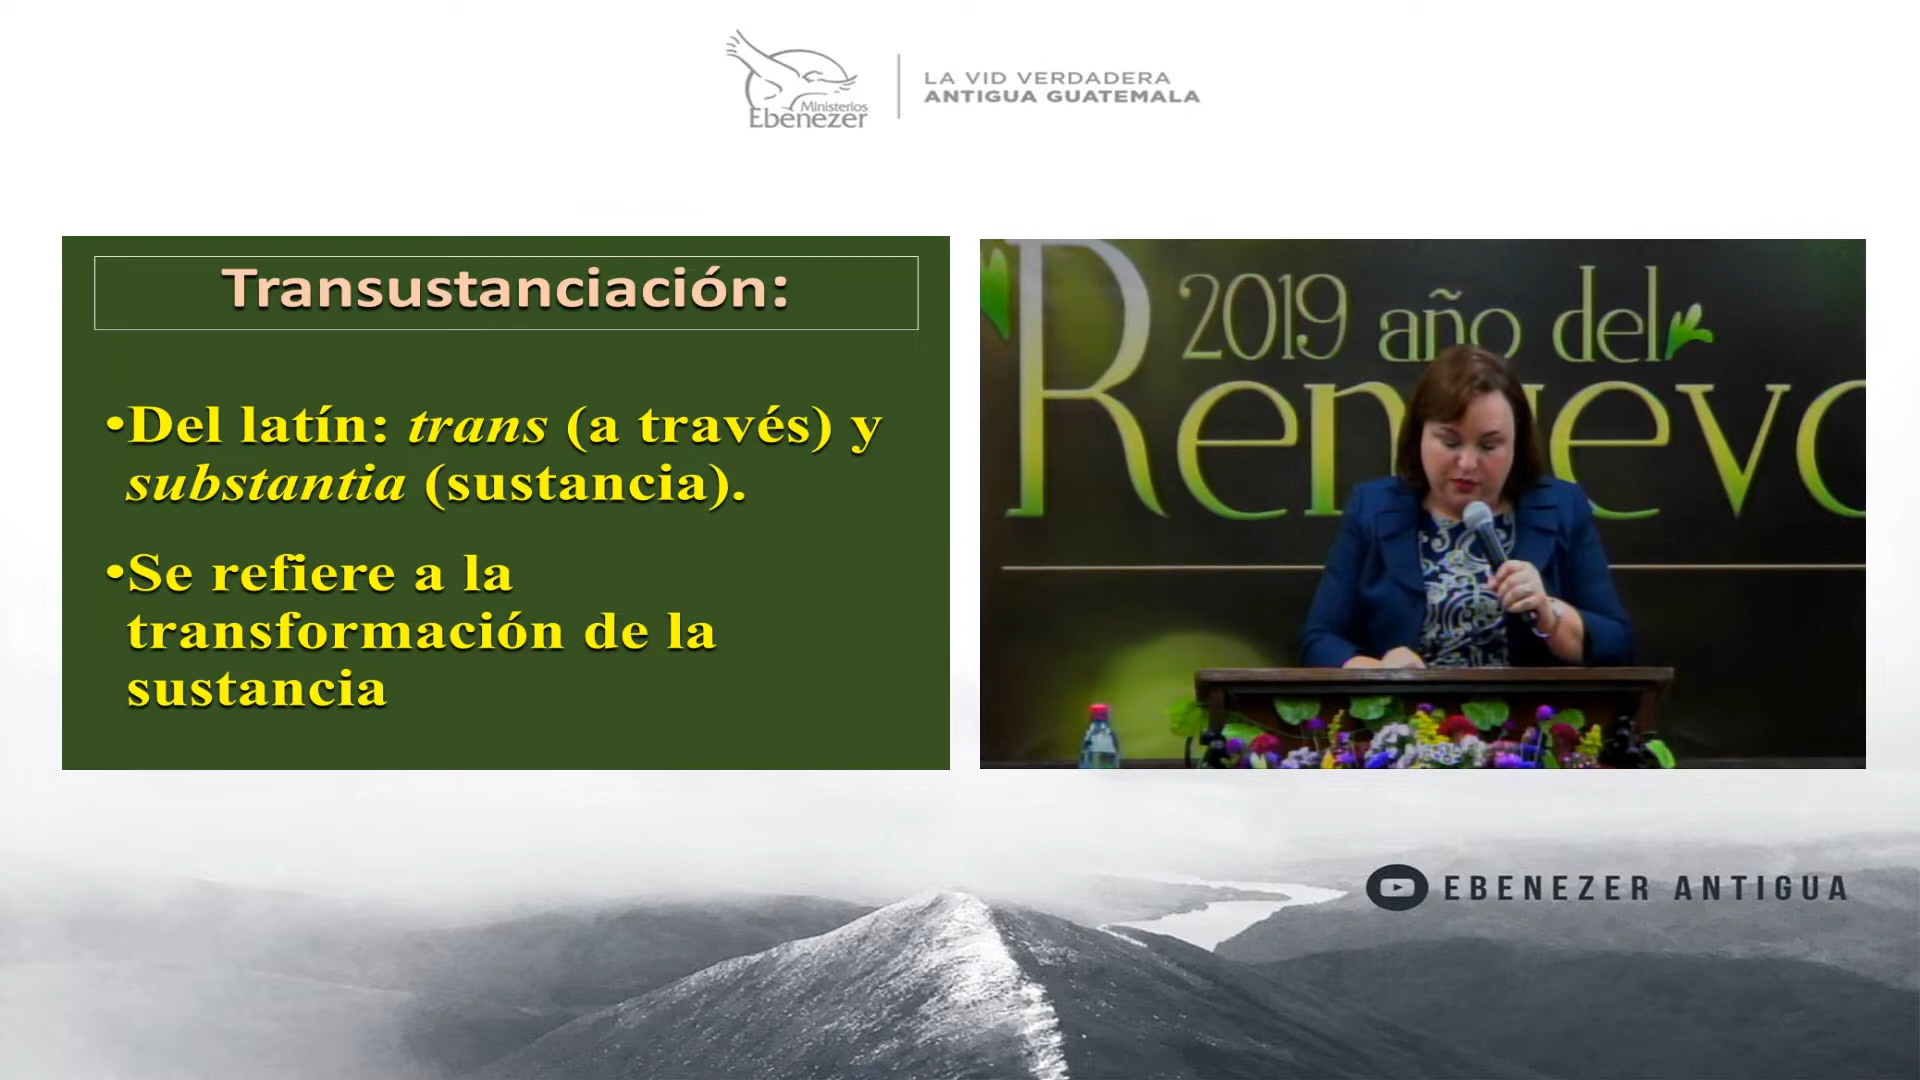 Ministerios
Ebenezer
LA VID VERDADERA
ANTIGUA GUATEMALA
Transustanciación:
•Del latín: trans (a través) y
substantia (sustancia).
•Se refiere a la
transformación de la
sustancia
2019 año del
Renuevo
EBENEZER ANTIGUA